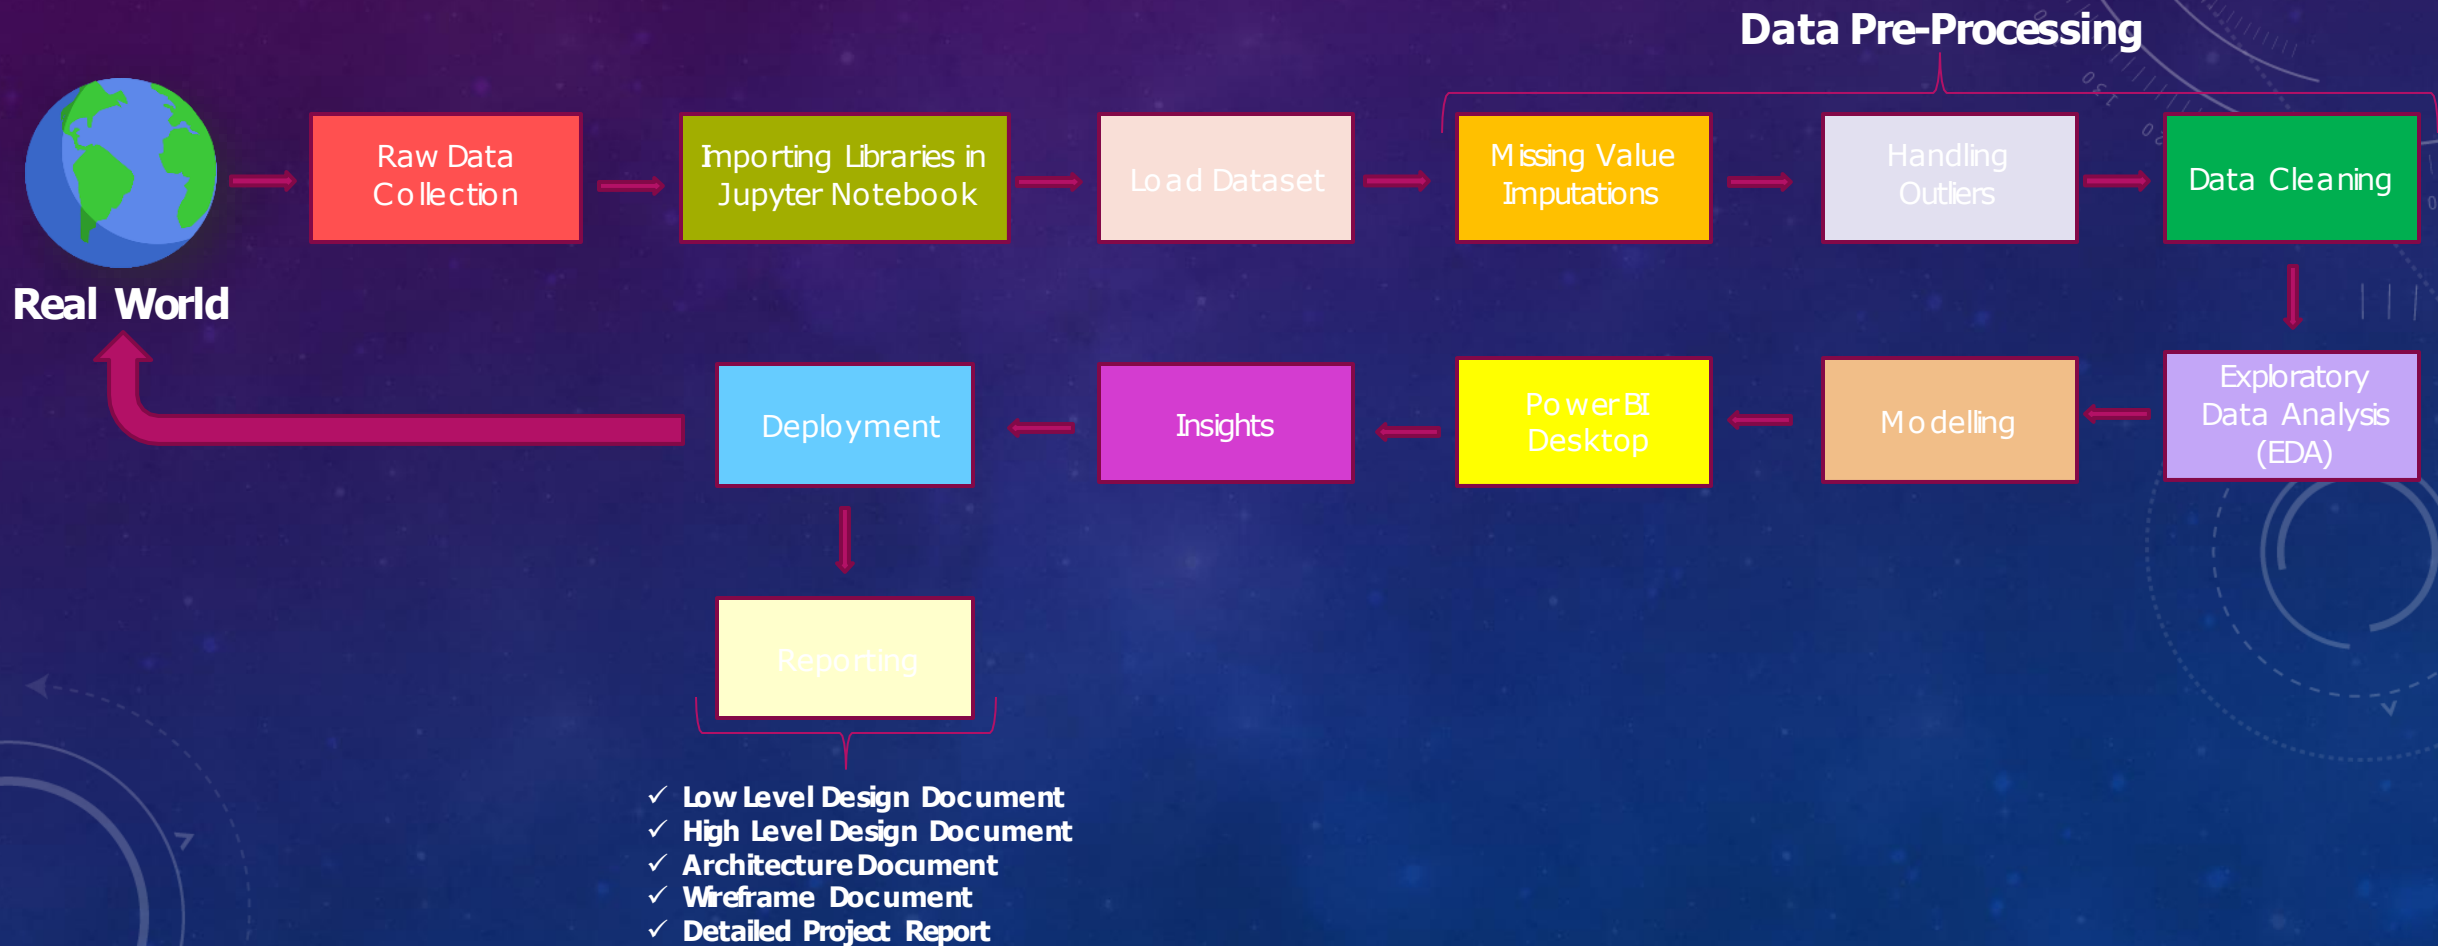 Data Pre-Processing
Raw Data
Collection
Importing Libraries in
Jupyter Notebook
Load Dataset
Missing Value
Imputations
Handling
Outliers
Data Cleaning
Real World
Deployment
Insights
Power BI
Desktop
Modelling
Exploratory
Data Analysis
(EDA)
Reporting
✓ Low Level Design Document
✓ High Level Design Document
✓ Architecture Document
✓ Wireframe Document
✓ Detailed Project Report